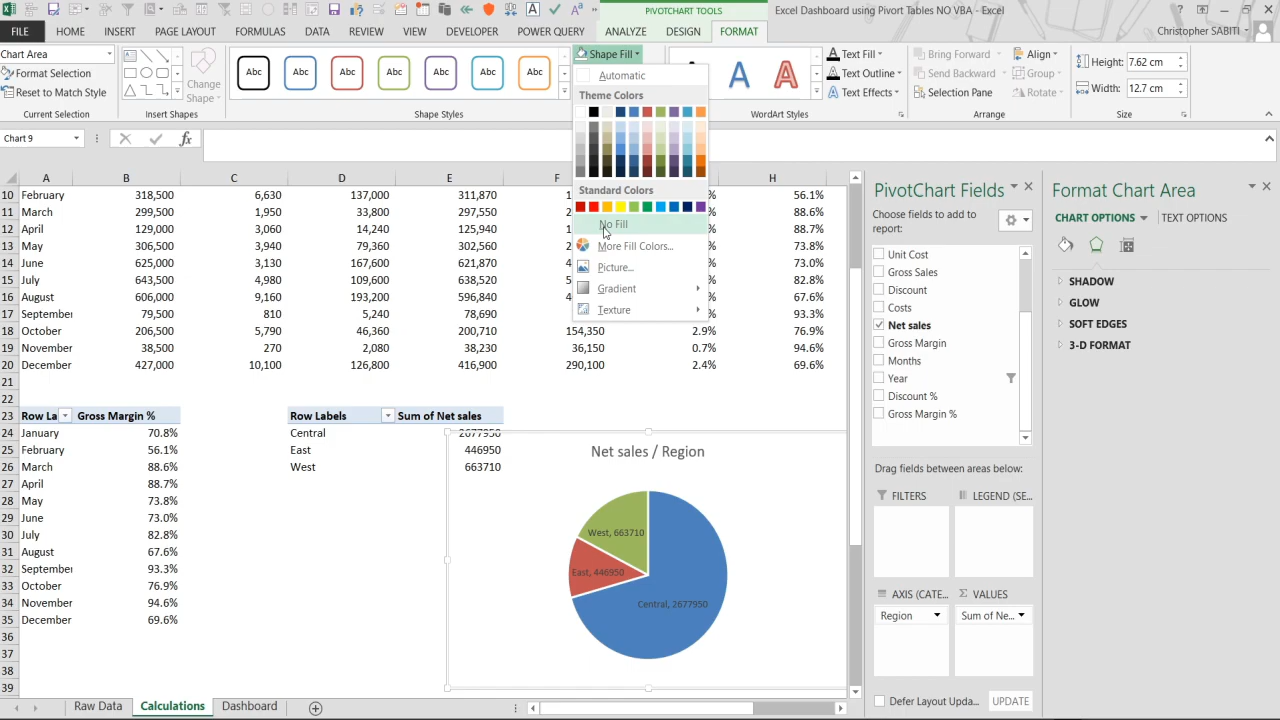 PIVOTCHART TOOLS
Excel Dashboard using Pivort Tables NO VBA - Excel
FILE HOME INSERT PAGE LAYOUT FORMULAS DATA REVIEW VIEW DEVELOPER POWER QUERY ANALYZE DESIGN FORMAT
Christopher SABITI
Chart Area
Format Selection
Reset to Match Style
Current Selection
Change
Shape
Insert Shapes
Abc Abc Abc Abc Abc Abc Abc
Shape Styles
Shape Fill
A A
WordArt Styles
Text Fill
Text Outline
Text Effects
Bring Forward
Send Backward
Selection Pane
Align
Group
Rotate
Arrange
Height: 7.62 cm
Width: 12.7 cm
Size
Automatic
Theme Colors
Standard Colors
No Fill
More Fill Colors...
Picture...
Gradient
Texture
Chart 9
fx
A B C D E F G H
10 February 318,500 6,630 137,000 311,870 56.1%
11 March 299,500 1,950 33,800 297,550 88.6%
12 April 129,000 3,060 14,240 125,940 88.7%
13 May 306,500 3,940 79,360 302,560 73.8%
14 June 625,000 3,130 167,600 621,870 73.0%
15 July 643,500 4,980 109,600 638,520 82.8%
16 August 606,000 9,160 193,200 596,840 67.6%
17 September 79,500 810 5,240 78,690 93.3%
18 October 206,500 5,790 46,360 200,710 154,350 2.9% 76.9%
19 November 38,500 270 2,080 38,230 36,150 0.7% 94.6%
20 December 427,000 10,100 126,800 416,900 290,100 2.4% 69.6%
21
22
23 Row La Gross Margin % Row Labels Sum of Net sales
24 January 70.8% Central 2677950
25 February 56.1% East 446950
26 March 88.6% West 663710
27 April 88.7%
28 May 73.8%
29 June 73.0%
30 July 82.8%
31 August 67.6%
32 September 93.3%
33 October 76.9%
34 November 94.6%
35 December 69.6%
36
37
38
39
Net sales / Region
West, 663710
East, 446950
Central, 2677950
PivotChart Fields
Choose fields to add to
report:
Unit Cost
Gross Sales
Discount
Costs
Net sales
Gross Margin
Months
Year
Discount %
Gross Margin %
Drag fields between areas below:
FILTERS
LEGEND (SE...
AXIS (CATE...
Σ VALUES
Region
Sum of Ne...
Defer Layout Upda...
UPDATE
Format Chart Area
CHART OPTIONS TEXT OPTIONS
SHADOW
GLOW
SOFT EDGES
3-D FORMAT
Raw Data Calculations Dashboard